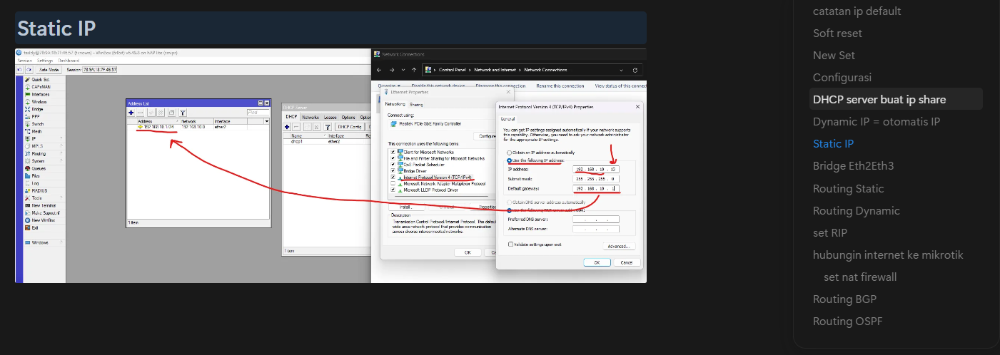 Static IP
teddy@78:9A:18:7F:46:57 (tknows) - WinBox (64bit) v6.49.8 on hAP lite (smips)
Session Settings Dashboard
Safe Mode Session: 78:9A:18:7F:46:57
Quick Set
CAPsMAN
Interfaces
Wireless
Bridge
PPP
Switch
Mesh
IP
MPLS
Routing
System
Queues
Files
Log
RADIUS
Tools
New Terminal
Make Supout.rif
New WinBox
Exit
Windows
Address List
Find
Address Network Interface
192.168.10.1/24 192.168.10.0 ether2
1 item
DHCP Server
DHCP Networks Leases Options Option
DHCP Config
Name Interface Re
dhcp1 ether2
1 item
Network Connections
Control Panel > Network and Internet > Network Connections
Organize Disable this network device Diagnose this connection Rename this connection View status of this connect
Ethernet Properties
Networking Sharing
Connect using:
Realtek PCIe GbE Family Controller
Configure
This connection uses the following items:
Client for Microsoft Networks
File and Printer Sharing for Microsoft Networks
QoS Packet Scheduler
Bridge Driver
Internet Protocol Version 4 (TCP/IPv4)
Microsoft Network Adapter Multiplexor Protocol
Microsoft LLDP Protocol Driver
Install... Uninstall Properties
Description
Transmission Control Protocol/Internet Protocol. The defau
wide area network protocol that provides communication
across diverse interconnected networks.
OK Ca
Internet Protocol Version 4 (TCP/IPv4) Properties
General
You can get IP settings assigned automatically if your network supports
this capability. Otherwise, you need to ask your network administrator
for the appropriate IP settings.
Obtain an IP address automatically
Use the following IP address:
IP address: 192 . 168 . 10 . 13
Subnet mask: 255 . 255 . 255 . 0
Default gateway: 192 . 168 . 10 . 1
Obtain DNS server address automatically
Use the following DNS server addresses:
Preferred DNS server: . . .
Alternate DNS server: . . .
Validate settings upon exit Advanced...
OK Cancel
catatan ip default
Soft reset
New Set
Configurasi
DHCP server buat ip share
Dynamic IP = otomatis IP
Static IP
Bridge Eth2Eth3
Routing Static
Routing Dynamic
set RIP
hubungin internet ke mikrotik
set nat firewall
Routing BGP
Routing OSPF